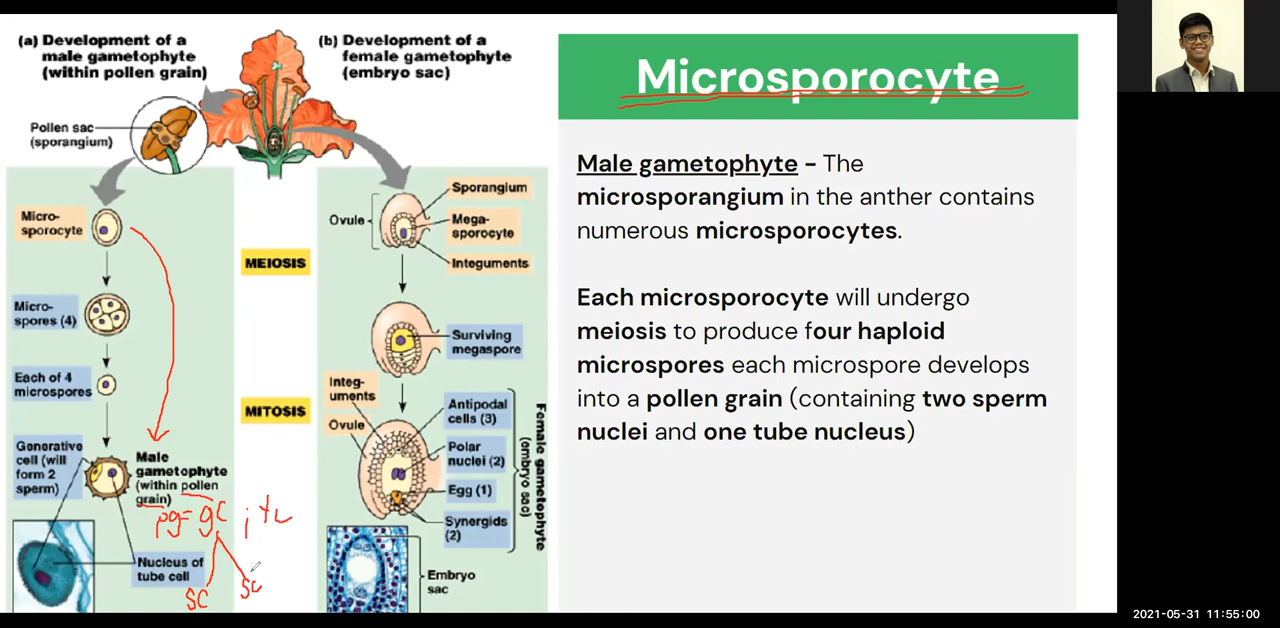 (a) Development of a
male gametophyte
(within pollen grain)
(b) Development of a
female gametophyte
(embryo sac)
Pollen sac
(sporangium)
Micro-
sporocyte
Micro-
spores (4)
Each of 4
microspores
Generative
cell (will
form 2
sperm)
Male
gametophyte
(within pollen
grain)
Nucleus of
tube cell
pg= gc
sc
sc
MEIOSIS
MITOSIS
Ovule
Sporangium
Mega-
sporocyte
Integuments
Surviving
megaspore
Integ-
uments
Ovule
Antipodal
cells (3)
Polar
nuclei (2)
Egg (1)
Synergids
(2)
Female gametophyte
(embryo sac)
Embryo
sac
Microsporocyte
Male gametophyte – The
microsporangium in the anther contains
numerous microsporocytes.
Each microsporocyte will undergo
meiosis to produce four haploid
microspores each microspore develops
into a pollen grain (containing two sperm
nuclei and one tube nucleus)
2021-05-31 11:55:00